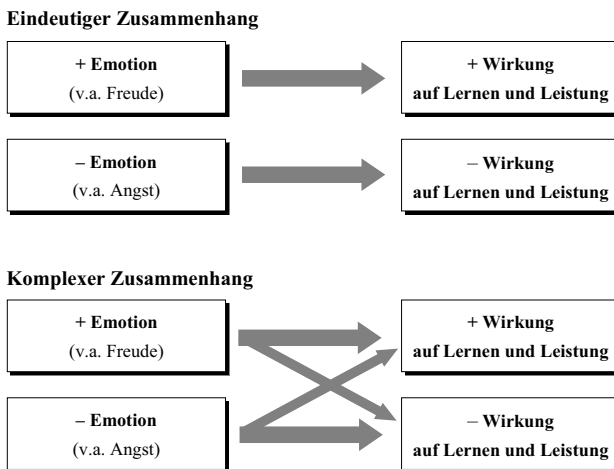 Eindeutiger Zusammenhang
+ Emotion
(v.a. Freude)
+ Wirkung
auf Lernen und Leistung
– Emotion
(v.a. Angst)
– Wirkung
auf Lernen und Leistung
Komplexer Zusammenhang
+ Emotion
(v.a. Freude)
+ Wirkung
auf Lernen und Leistung
– Emotion
(v.a. Angst)
– Wirkung
auf Lernen und Leistung